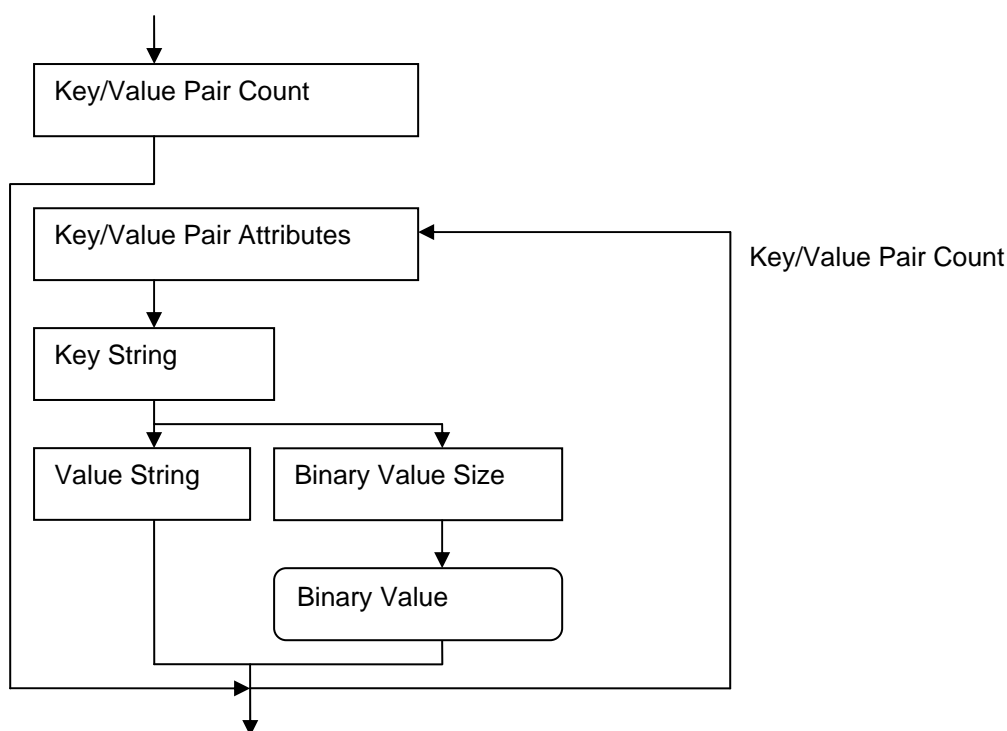 Key/Value Pair Count
Key/Value Pair Attributes
Key/Value Pair Count
Key String
Value String
Binary Value Size
Binary Value